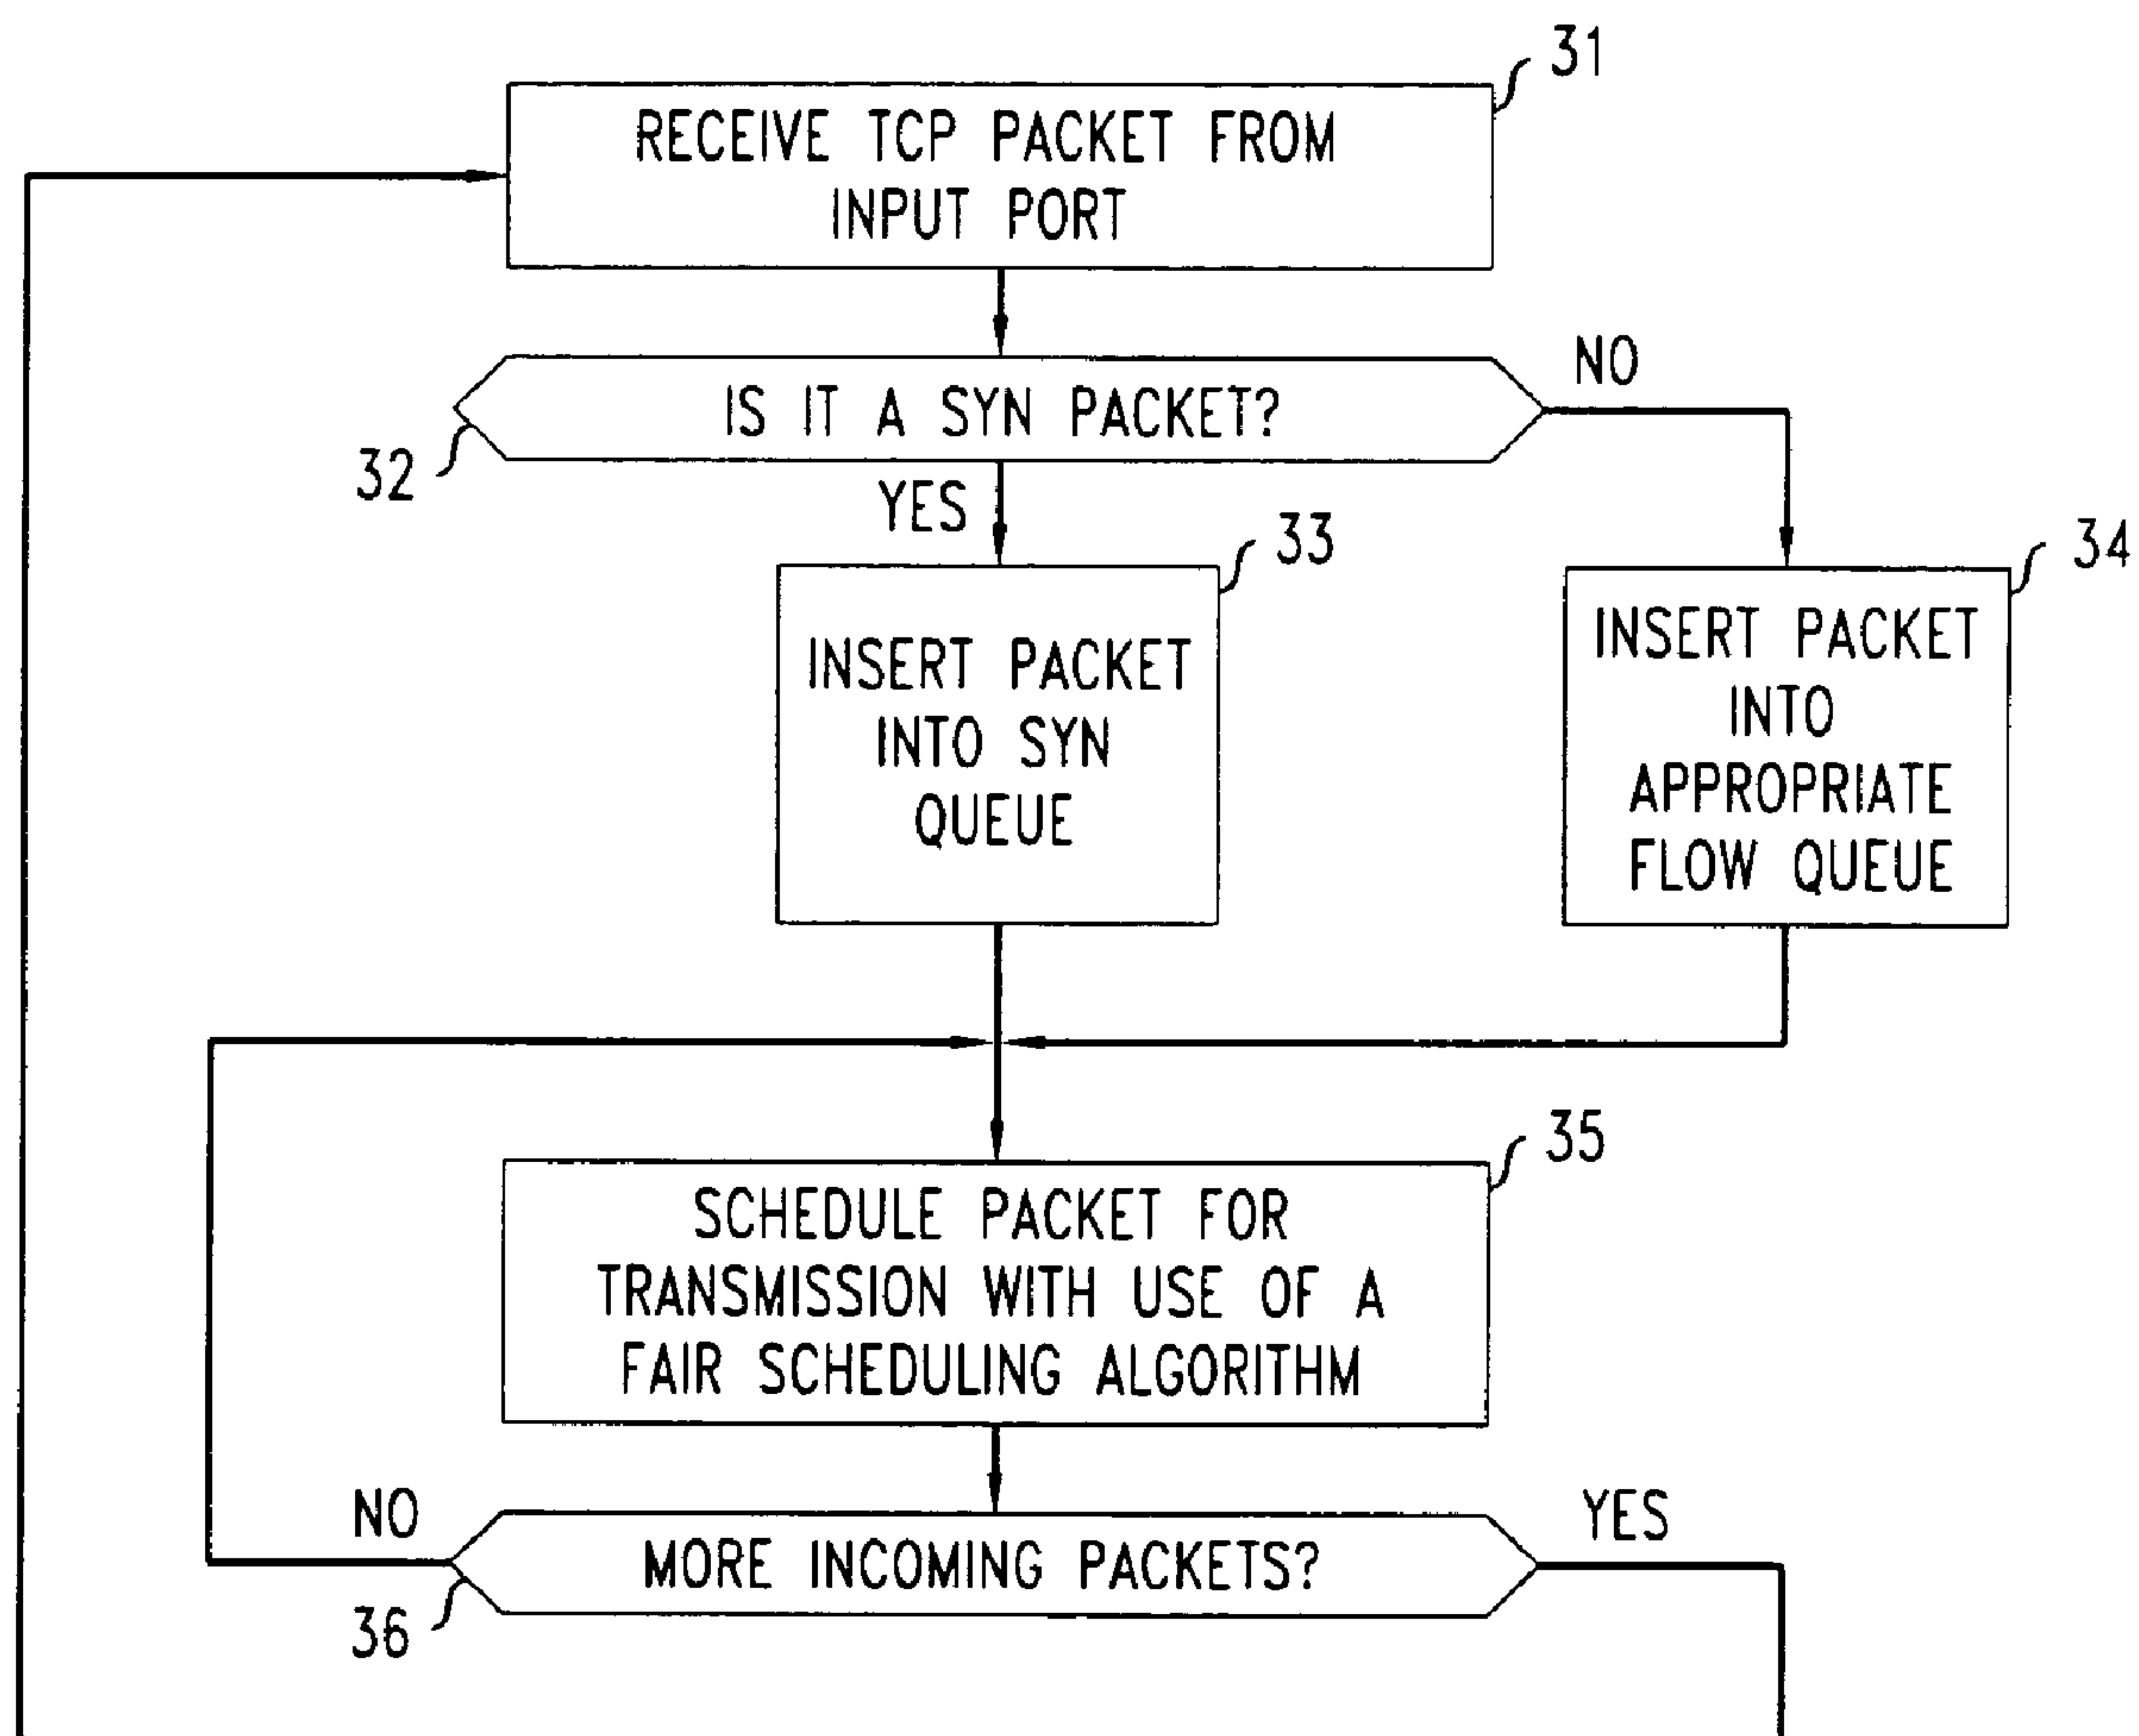 31
RECEIVE TCP PACKET FROM
INPUT PORT
IS IT A SYN PACKET?
NO
32
YES
33
34
INSERT PACKET
INTO SYN
QUEUE
INSERT PACKET
INTO
APPROPRIATE
FLOW QUEUE
35
SCHEDULE PACKET FOR
TRANSMISSION WITH USE OF A
FAIR SCHEDULING ALGORITHM
NO
MORE INCOMING PACKETS?
YES
36